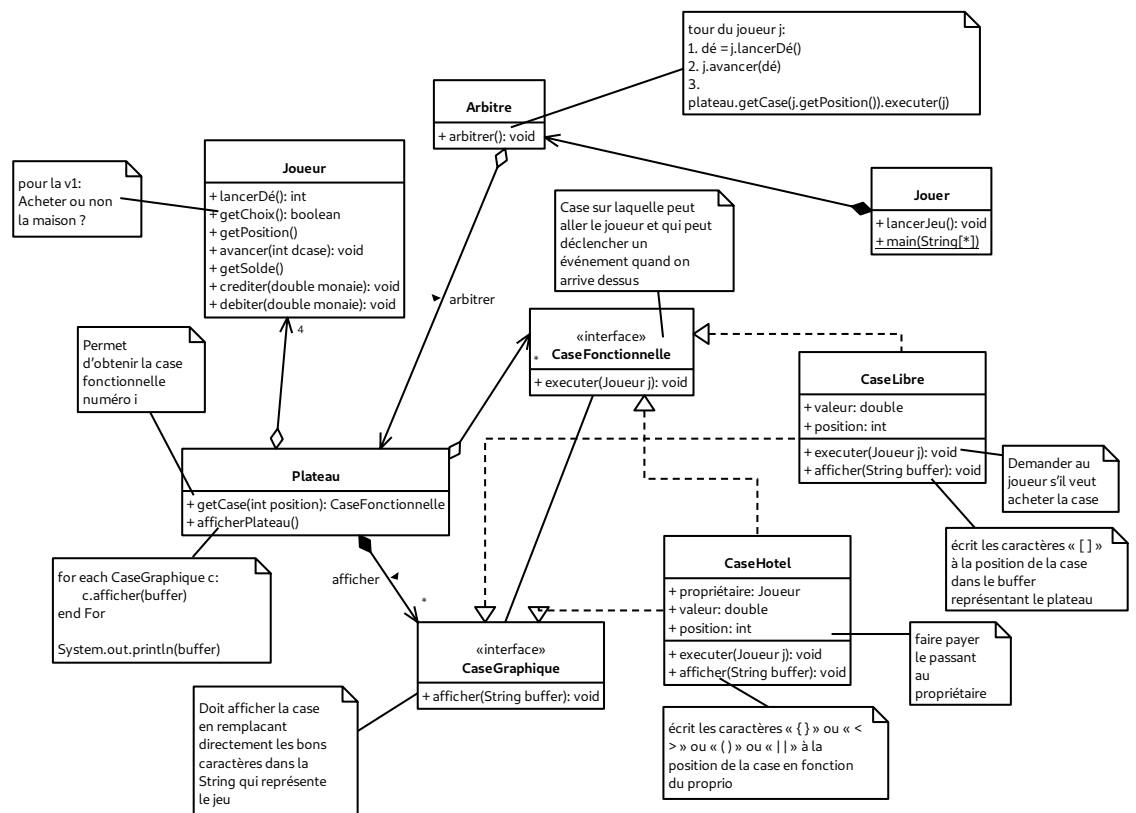 tour du joueur j:
1. dé = j.lancerDé()
2. j.avancer(dé)
3.
plateau.getCase(j.getPosition()).executer(j)
Arbitre
+ arbitrer(): void
Joueur
+ lancerDé(): int
+ getChoix(): boolean
+ getPosition()
+ avancer(int dcase): void
+ getSolde()
+ crediter(double monaie): void
+ debiter(double monaie): void
pour la v1:
Acheter ou non
la maison ?
Jouer
+ lancerJeu(): void
+ main(String[*])
Case sur laquelle peut
aller le joueur et qui peut
déclencher un
événement quand on
arrive dessus
arbitrer
4
Permet
d'obtenir la case
fonctionnelle
numéro i
«interface»
CaseFonctionnelle
*
+ executer(Joueur j): void
CaseLibre
+ valeur: double
+ position: int
+ executer(Joueur j): void
+ afficher(String buffer): void
Demander au
joueur s'il veut
acheter la case
Plateau
+ getCase(int position): CaseFonctionnelle
+ afficherPlateau()
écrit les caractères « [ ] »
à la position de la case
dans le buffer
représentant le plateau
for each CaseGraphique c:
c.afficher(buffer)
end For
System.out.println(buffer)
afficher
*
CaseHotel
+ propriétaire: Joueur
+ valeur: double
+ position: int
+ executer(Joueur j): void
+ afficher(String buffer): void
faire payer
le passant
au
propriétaire
«interface»
CaseGraphique
+ afficher(String buffer): void
Doit afficher la case
en remplacant
directement les bons
caractères dans la
String qui représente
le jeu
écrit les caractères « { } » ou « <
> » ou « ( ) » ou « | | » à la
position de la case en fonction
du proprio